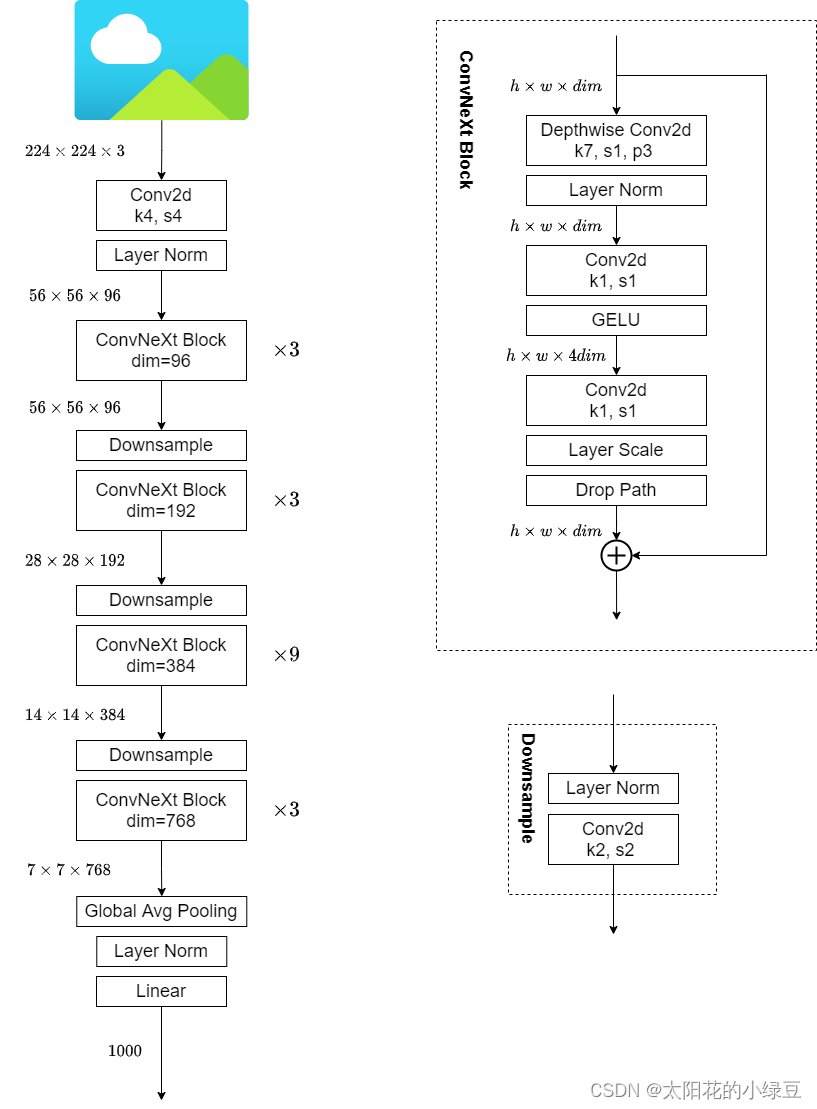 224 × 224 × 3
Conv2d
k4, s4
Layer Norm
56 × 56 × 96
ConvNeXt Block
dim=96
×3
56 × 56 × 96
Downsample
ConvNeXt Block
dim=192
×3
28 × 28 × 192
Downsample
ConvNeXt Block
dim=384
×9
14 × 14 × 384
Downsample
ConvNeXt Block
dim=768
×3
7 × 7 × 768
Global Avg Pooling
Layer Norm
Linear
1000
ConvNeXt Block
h × w × dim
Depthwise Conv2d
k7, s1, p3
Layer Norm
h × w × dim
Conv2d
k1, s1
GELU
h × w × 4dim
Conv2d
k1, s1
Layer Scale
Drop Path
h × w × dim
Downsample
Layer Norm
Conv2d
k2, s2
CSDN @太阳花的小绿豆